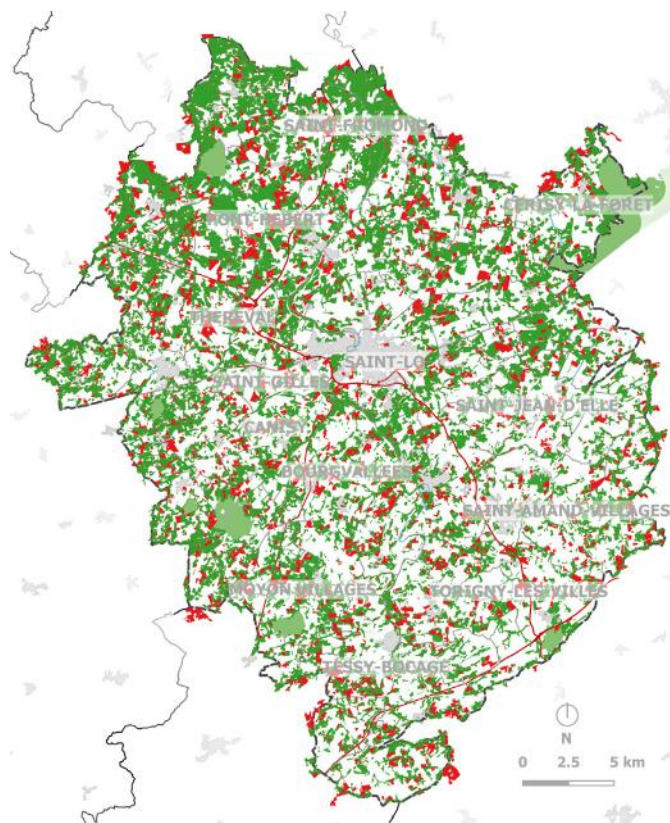 SAINT-FROMOND
CERISY-LA-FORET
MONT-HEBERT
THEREVAL
SAINT-LO
SAINT-GILLES
SAINT-JEAN-D'ELLE
CANISY
BOURGVALLEES
SAINT-AMAND-VILLAGES
MOYON VILLAGES
TORIGNY-LES-VILLES
TESSY-BOCAGE
N
0 2.5 5 km